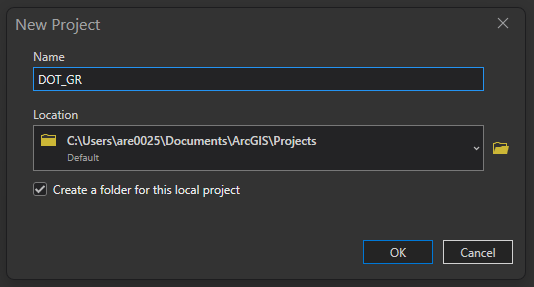 New Project
Name
DOT_GR
Location
C:\Users\are0025\Documents\ArcGIS\Projects
Default
Create a folder for this local project
OK
Cancel